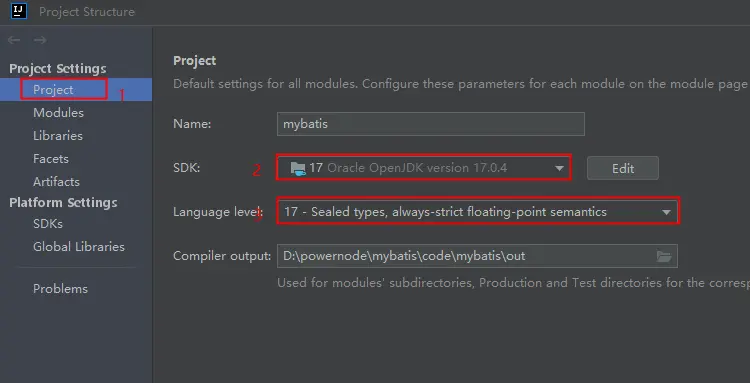 IJ Project Structure
Project Settings
Project 1
Modules
Libraries
Facets
Artifacts
Platform Settings
SDKs
Global Libraries
Problems
Project
Default settings for all modules. Configure these parameters for each module on the module page
Name: mybatis
SDK: 2 17 Oracle OpenJDK version 17.0.4 Edit
Language level: 17 - Sealed types, always-strict floating-point semantics
Compiler output: D:\powernode\mybatis\code\mybatis\out
Used for modules' subdirectories, Production and Test directories for the